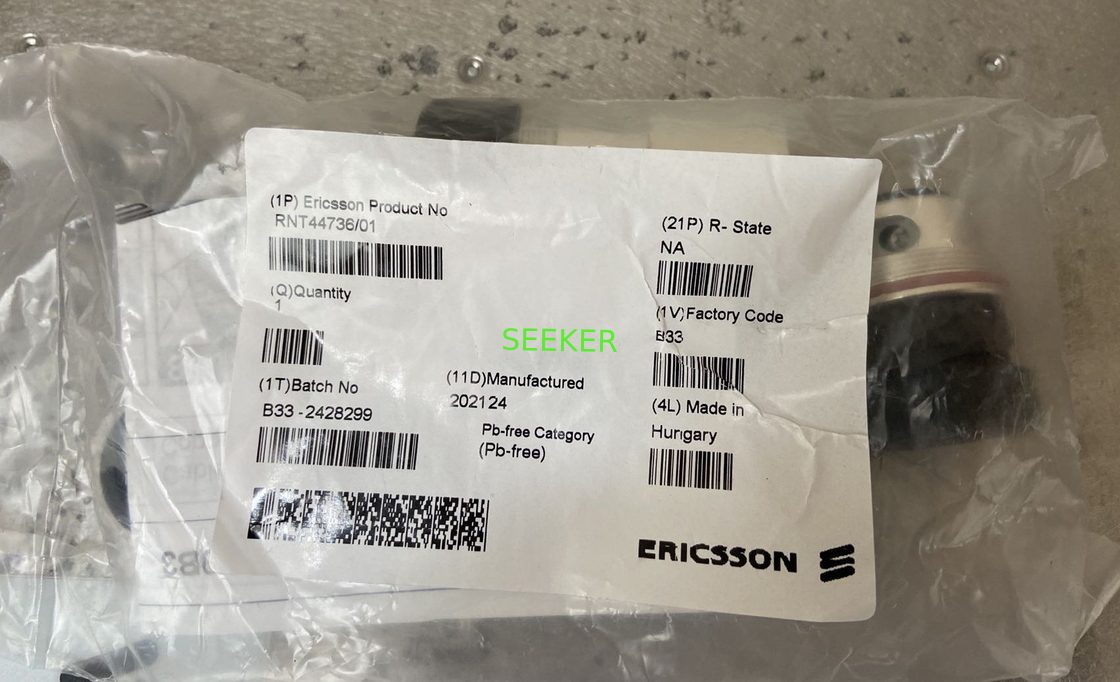 (1P) Ericsson Product No
RNT44736/01
(Q)Quantity
1
(1T)Batch No
B33 - 2428299
(11D)Manufactured
202124
Pb-free Category
(Pb-free)
(21P) R- State
NA
(1V)Factory Code
B33
(4L) Made in
Hungary
ERICSSON
SEEKER